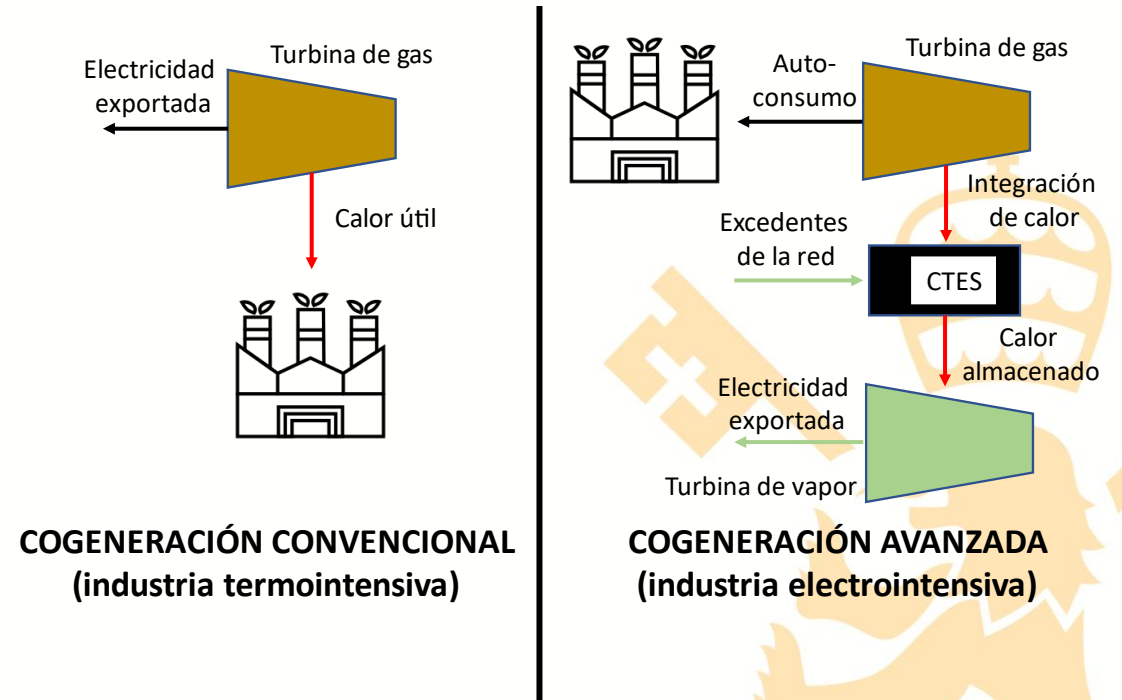 Turbina de gas
Electricidad
exportada
Calor útil
COGENERACIÓN CONVENCIONAL
(industria termointensiva)
Turbina de gas
Auto-
consumo
Integración
de calor
Excedentes
de la red
CTES
Calor
almacenado
Electricidad
exportada
Turbina de vapor
COGENERACIÓN AVANZADA
(industria electrointensiva)